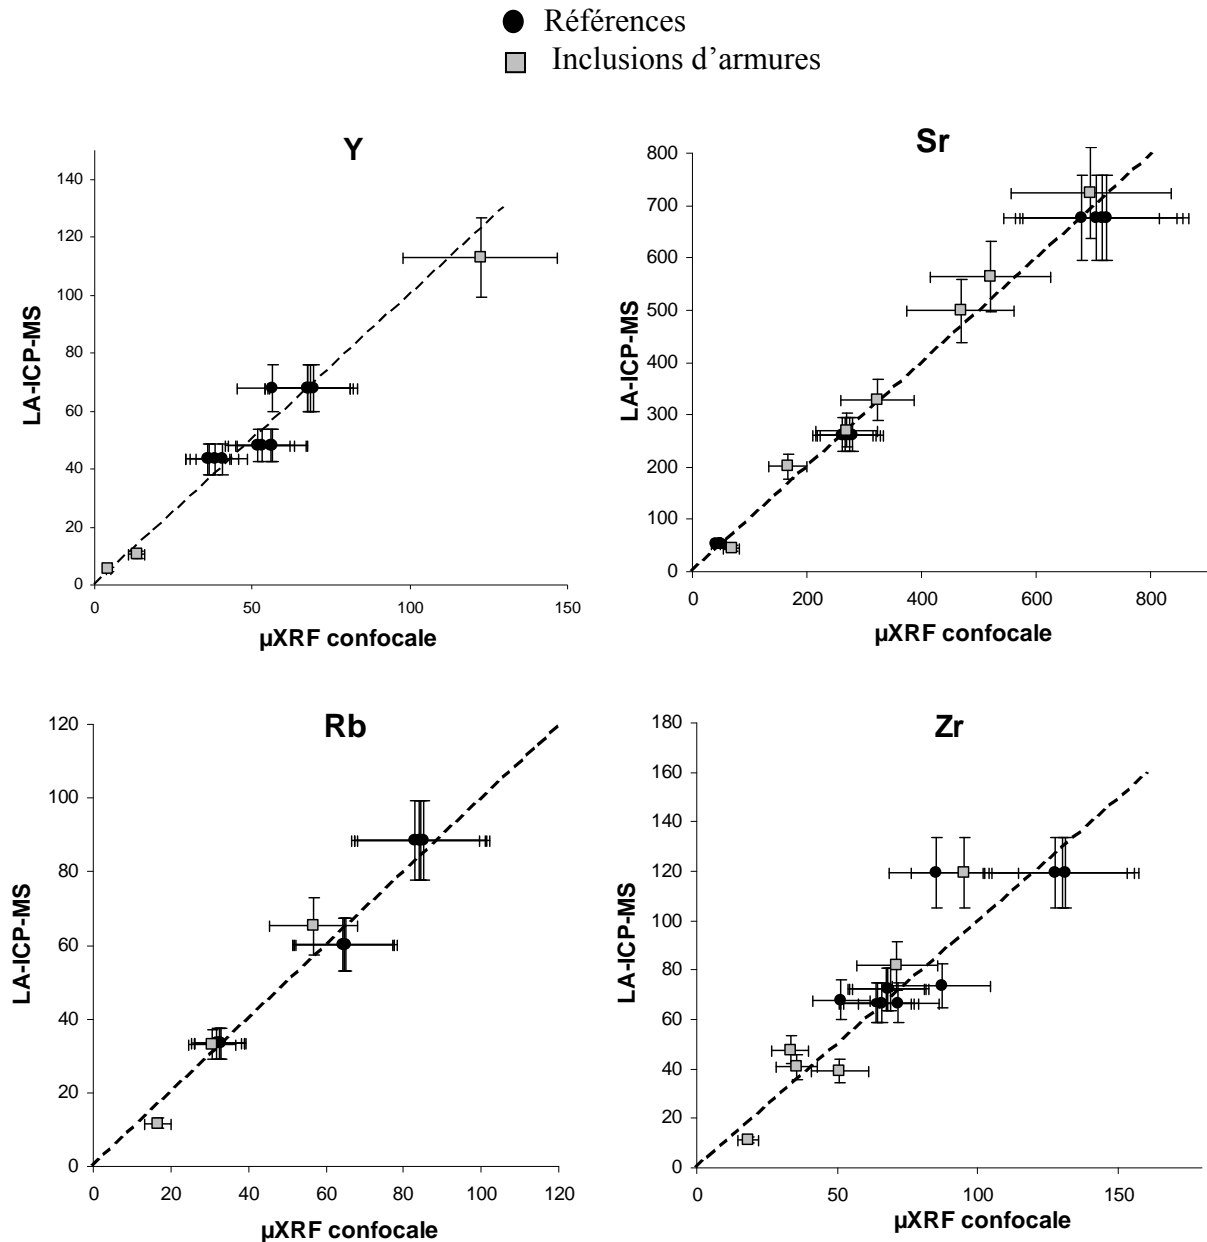 Références
Inclusions d'armures
Y
140
120
100
80
60
40
20
0
0 50 100 150
LA-ICP-MS
µXRF confocale
Sr
800
700
600
500
400
300
200
100
0
0 200 400 600 800
LA-ICP-MS
µXRF confocale
Rb
120
100
80
60
40
20
0
0 20 40 60 80 100 120
LA-ICP-MS
µXRF confocale
Zr
180
160
140
120
100
80
60
40
20
0
0 50 100 150
LA-ICP-MS
µXRF confocale